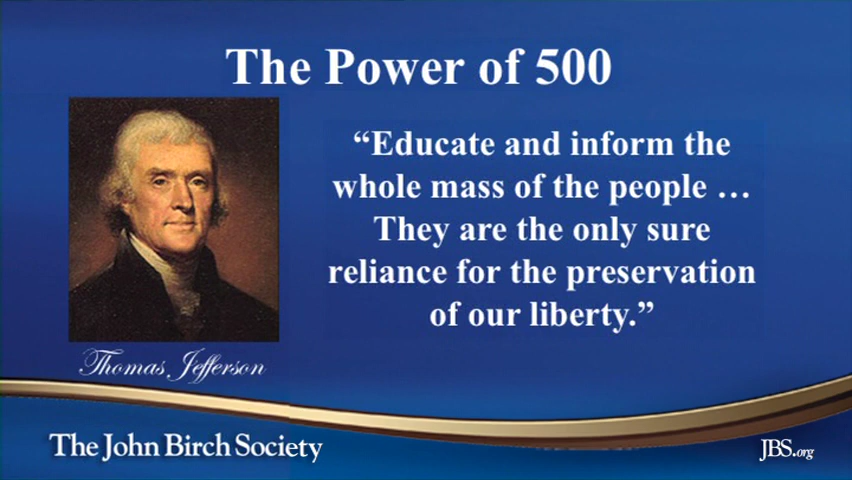 The Power of 500
“Educate and inform the
whole mass of the people ...
They are the only sure
reliance for the preservation
of our liberty.”
Thomas Jefferson
The John Birch Society
JBS.org